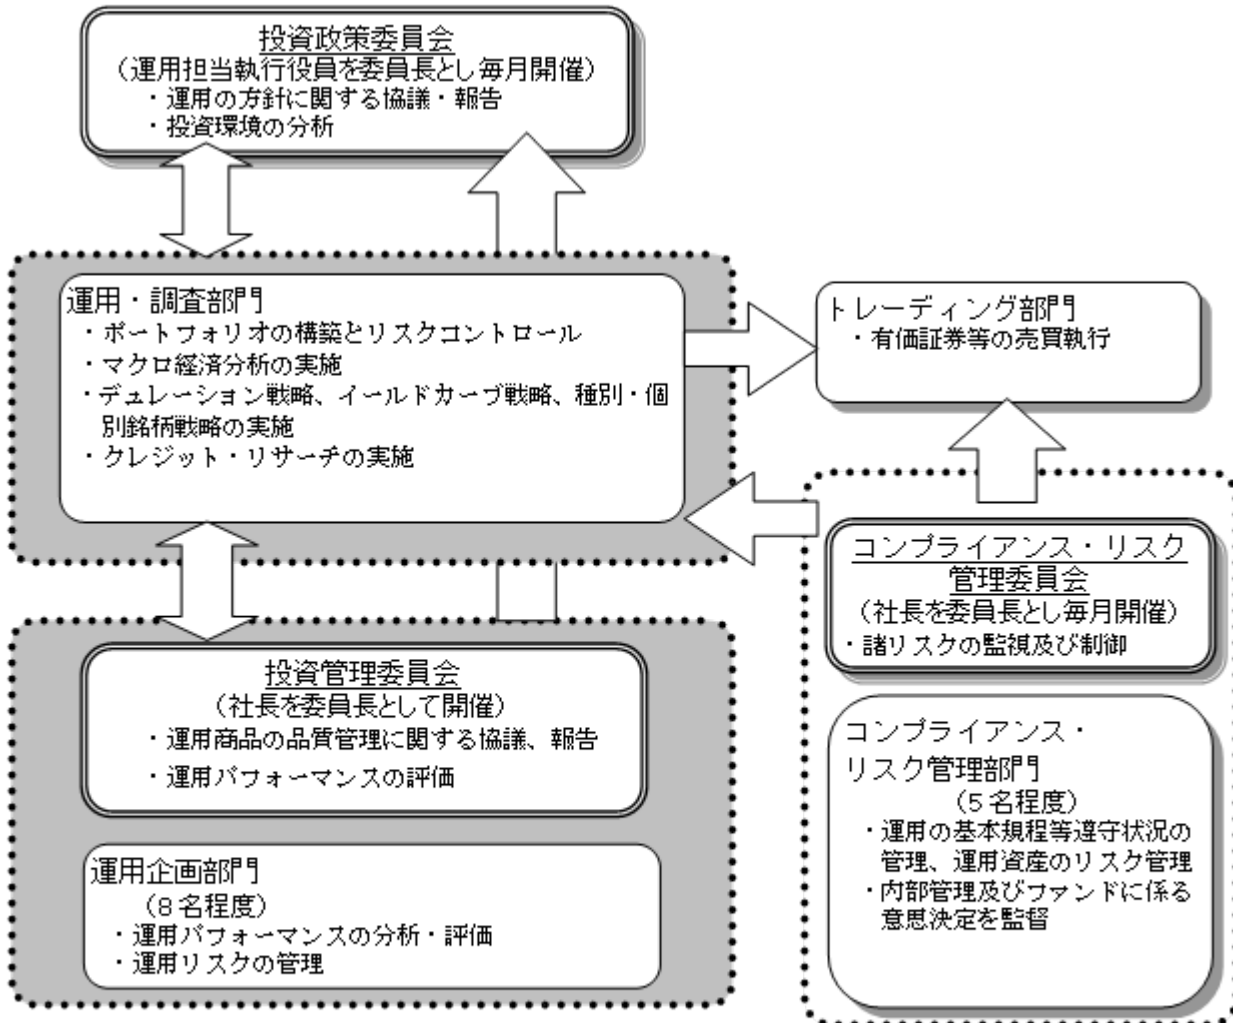 投資政策委員会
(運用担当執行役員を委員長とし毎月開催)
・運用の方針に関する協議・報告
・投資環境の分析
運用・調査部門
・ポートフォリオの構築とリスクコントロール
・マクロ経済分析の実施
・デュレーション戦略、イールドカーブ戦略、種別・個
別銘柄戦略の実施
・クレジット・リサーチの実施
トレーディング部門
・有価証券等の売買執行
投資管理委員会
(社長を委員長として開催)
・運用商品の品質管理に関する協議、報告
・運用パフォーマンスの評価
運用企画部門
(8名程度)
・運用パフォーマンスの分析・評価
・運用リスクの管理
コンプライアンス・リスク
管理委員会
(社長を委員長とし毎月開催)
・諸リスクの監視及び制御
コンプライアンス・
リスク管理部門
(5名程度)
・運用の基本規程等遵守状況の
管理、運用資産のリスク管理
・内部管理及びファンドに係る
意思決定を監督